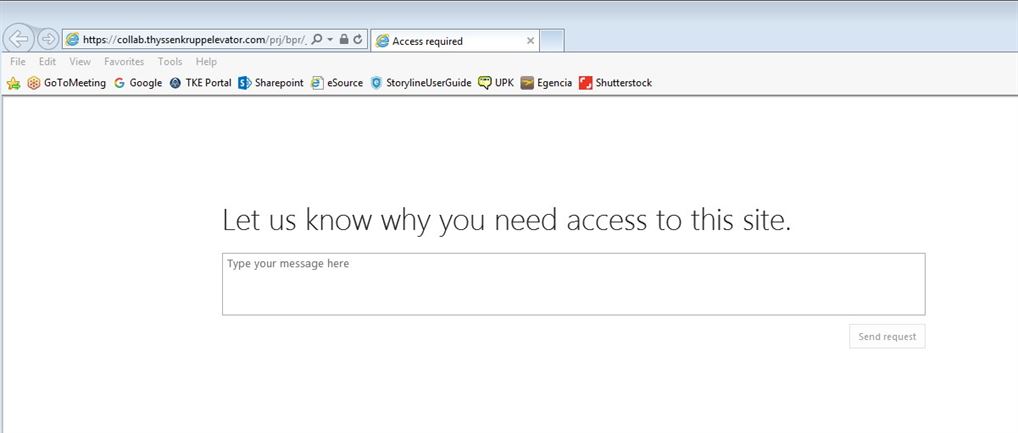 https://collab.thyssenkruppelevator.com/prj/bpr/_ Access required
File Edit View Favorites Tools Help
GoToMeeting Google TKE Portal Sharepoint eSource StorylineUserGuide UPK Egencia Shutterstock
Let us know why you need access to this site.
Type your message here
Send request